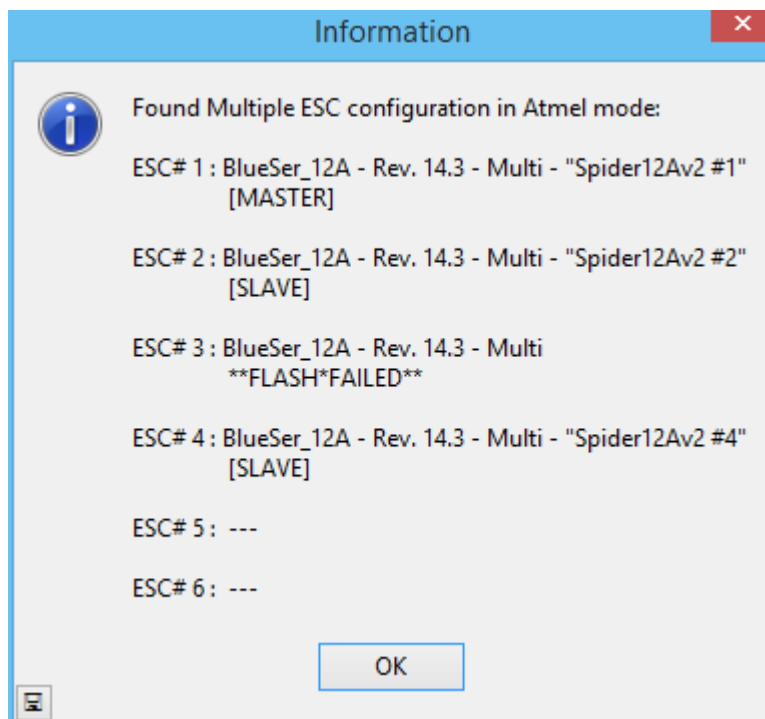 Information
Found Multiple ESC configuration in Atmel mode:
ESC# 1 : BlueSer_12A - Rev. 14.3 - Multi - "Spider12Av2 #1"
[MASTER]
ESC# 2 : BlueSer_12A - Rev. 14.3 - Multi - "Spider12Av2 #2"
[SLAVE]
ESC# 3 : BlueSer_12A - Rev. 14.3 - Multi
**FLASH*FAILED**
ESC# 4 : BlueSer_12A - Rev. 14.3 - Multi - "Spider12Av2 #4"
[SLAVE]
ESC# 5 : ---
ESC# 6 : ---
OK